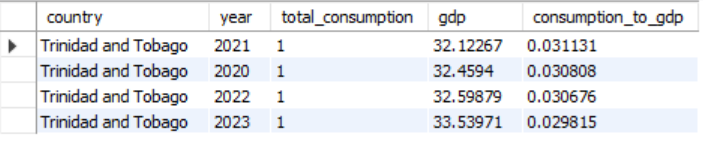 country year total_consumption gdp consumption_to_gdp
Trinidad and Tobago 2021 1 32.12267 0.031131
Trinidad and Tobago 2020 1 32.4594 0.030808
Trinidad and Tobago 2022 1 32.59879 0.030676
Trinidad and Tobago 2023 1 33.53971 0.029815